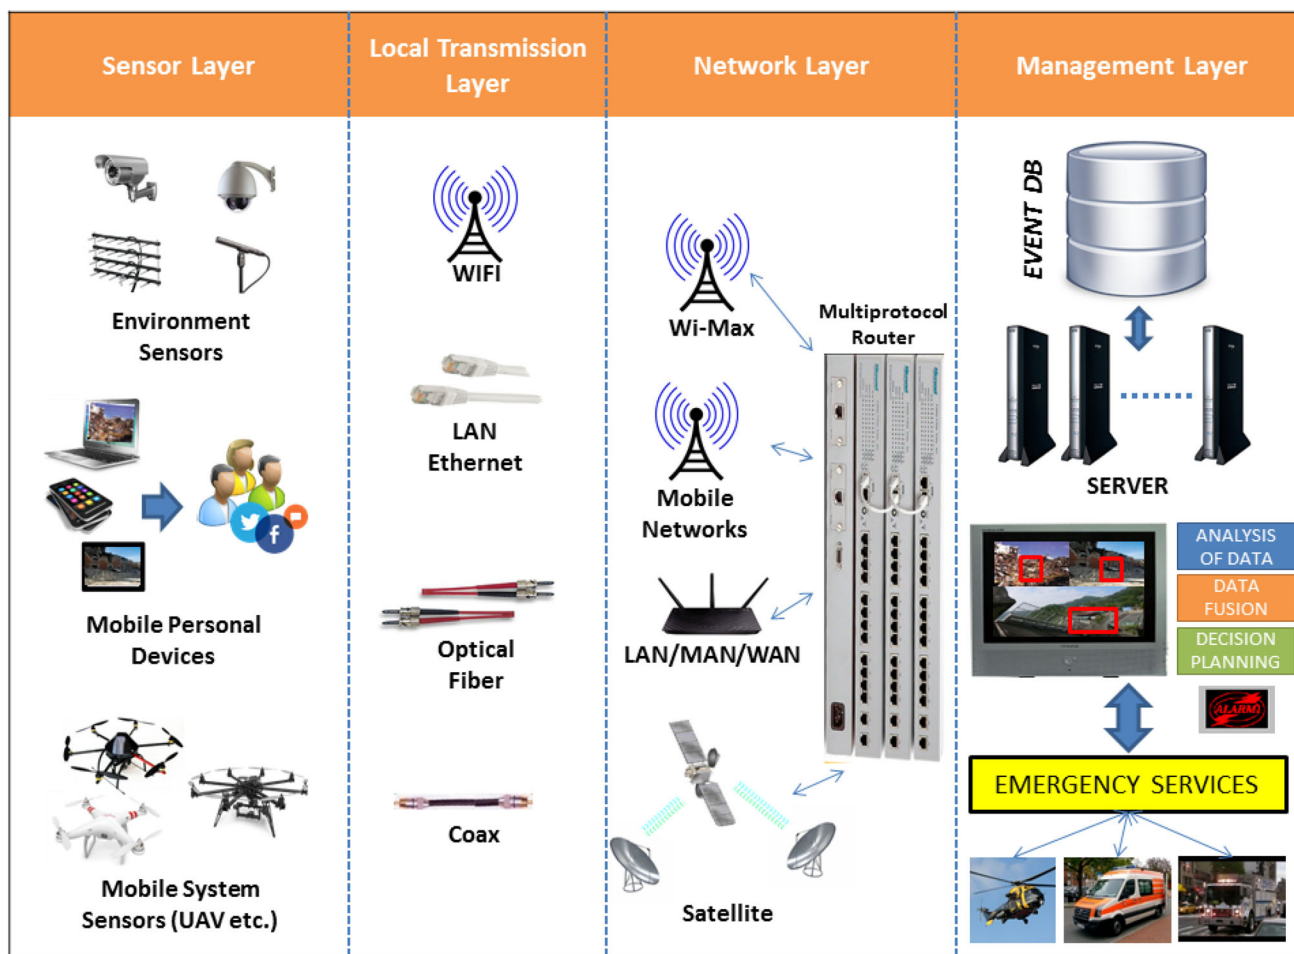 Sensor Layer
Local Transmission
Layer
Network Layer
Management Layer
Environment
Sensors
Mobile Personal
Devices
Mobile System
Sensors (UAV etc.)
WIFI
LAN
Ethernet
Optical
Fiber
Coax
Wi-Max
Multiprotocol
Router
Mobile
Networks
LAN/MAN/WAN
Satellite
EVENT DB
SERVER
ANALYSIS
OF DATA
DATA
FUSION
DECISION
PLANNING
ALARM
EMERGENCY SERVICES